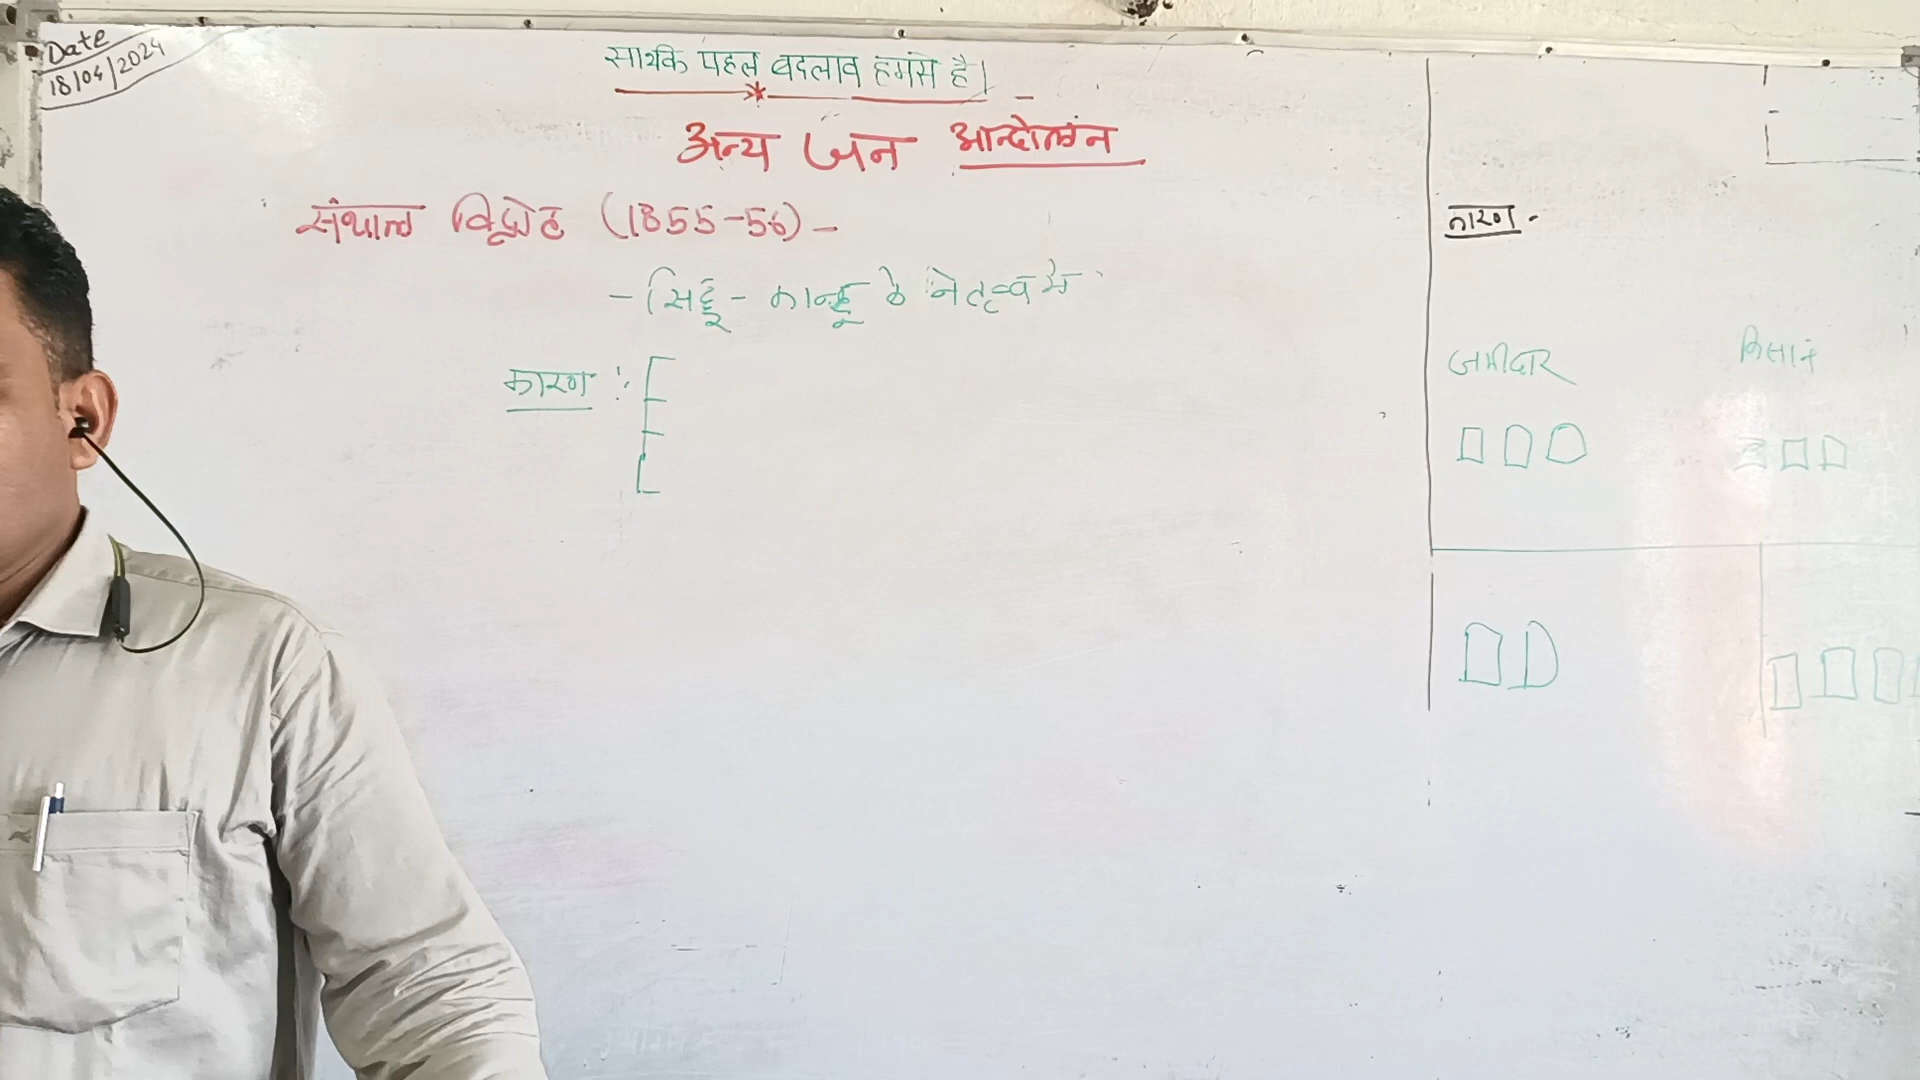 Date
18/04/2024
सार्थक पहल बदलाव हमसे है।
अन्य जन आन्दोलन
संथाल विद्रोह (1855-56) -
- सिद्धू - कान्हू के नेतृत्व में
कारण :
कारण -
जमीदार किसान